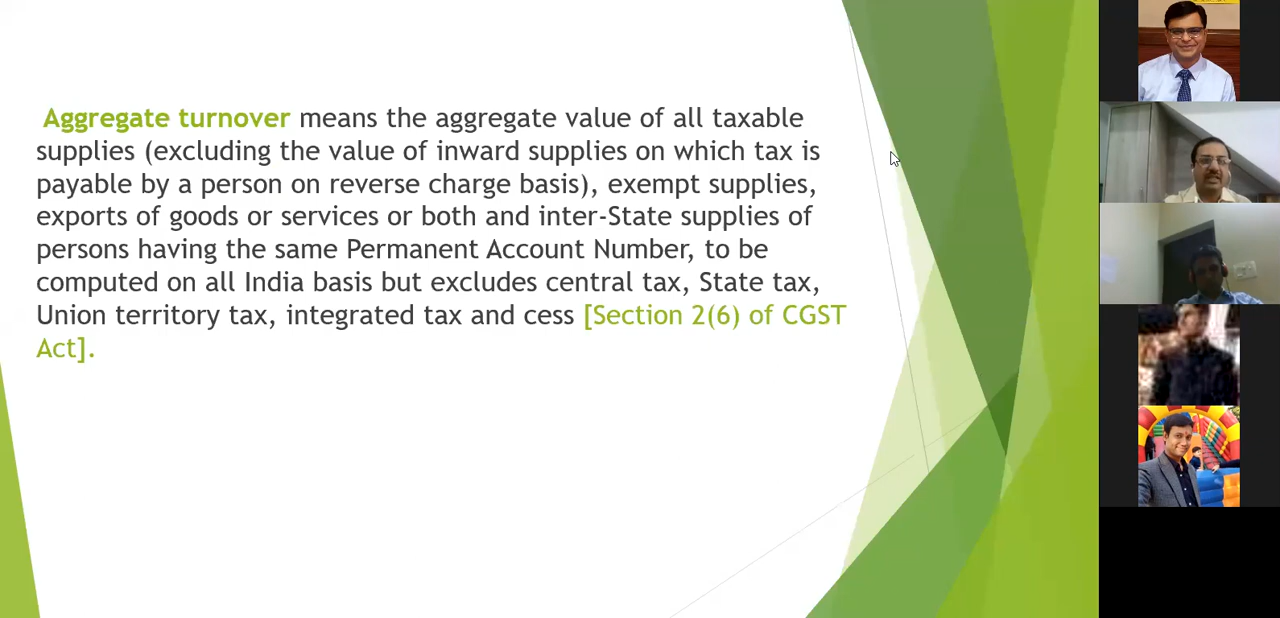 Aggregate turnover means the aggregate value of all taxable
supplies (excluding the value of inward supplies on which tax is
payable by a person on reverse charge basis), exempt supplies,
exports of goods or services or both and inter-State supplies of
persons having the same Permanent Account Number, to be
computed on all India basis but excludes central tax, State tax,
Union territory tax, integrated tax and cess [Section 2(6) of CGST
Act].